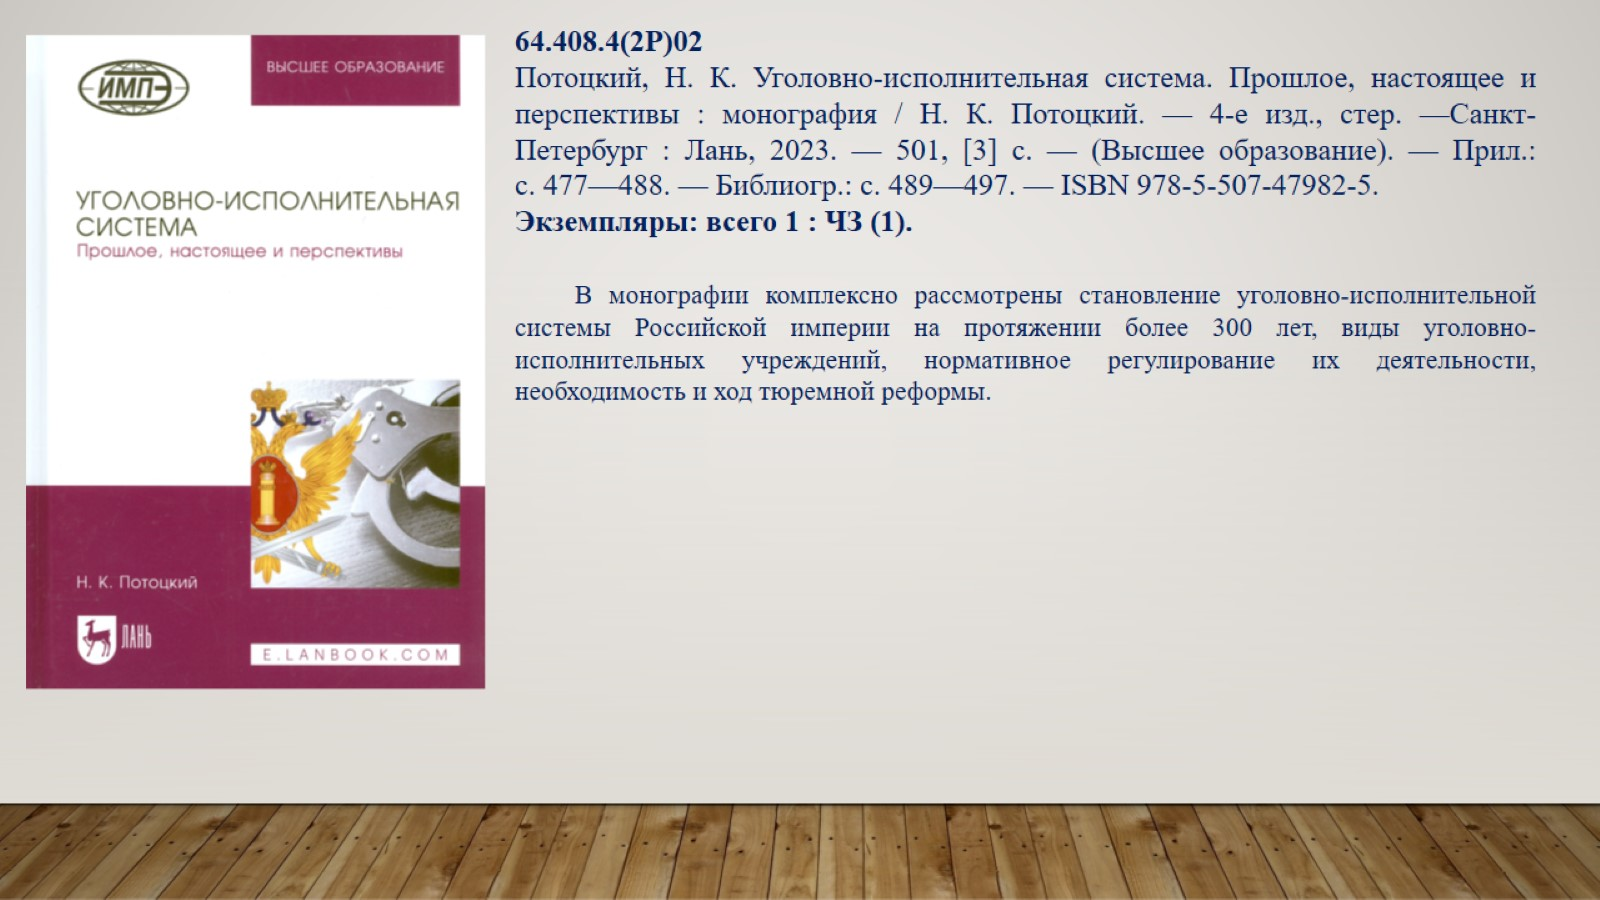 ИМПЭ
ВЫСШЕЕ ОБРАЗОВАНИЕ
УГОЛОВНО-ИСПОЛНИТЕЛЬНАЯ
СИСТЕМА
Прошлое, настоящее и перспективы
Н. К. Потоцкий
ЛАНЬ
E.LANBOOK.COM
64.408.4(2Р)02
Потоцкий, Н. К. Уголовно-исполнительная система. Прошлое, настоящее и
перспективы : монография / Н. К. Потоцкий. — 4-е изд., стер. —Санкт-
Петербург : Лань, 2023. — 501, [3] с. — (Высшее образование). — Прил.:
с. 477—488. — Библиогр.: с. 489—497. — ISBN 978-5-507-47982-5.
Экземпляры: всего 1 : ЧЗ (1).
В монографии комплексно рассмотрены становление уголовно-исполнительной
системы Российской империи на протяжении более 300 лет, виды уголовно-
исполнительных учреждений, нормативное регулирование их деятельности,
необходимость и ход тюремной реформы.